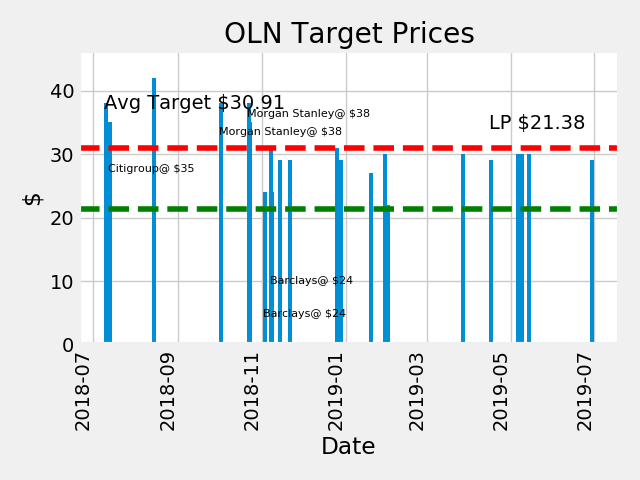 OLN Target Prices
40
Avg Target $30.91
Morgan Stanley@ $38
LP $21.38
Morgan Stanley@ $38
30
Citigroup@ $35
$
20
10
Barclays@ $24
Barclays@ $24
0
2018-07
2018-09
2018-11
2019-01
2019-03
2019-05
2019-07
Date